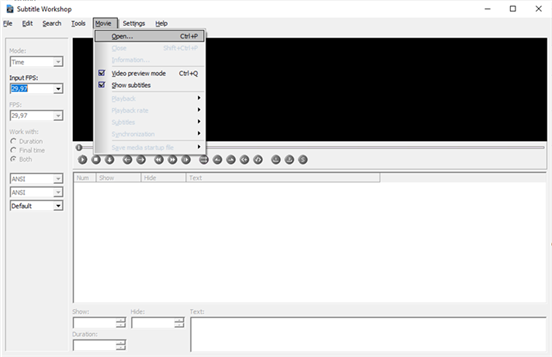 Subtitle Workshop
File Edit Search Tools Movie Settings Help
Open... Ctrl+P
Close Shift+Ctrl+P
Information...
Video preview mode Ctrl+Q
Show subtitles
Playback
Playback rate
Subtitles
Synchronization
Save media startup file
Mode:
Time
Input FPS:
29,97
FPS:
29,97
Work with:
Duration
Final time
Both
ANSI
ANSI
Default
Num Show Hide Text
Show: Hide: Text:
Duration: